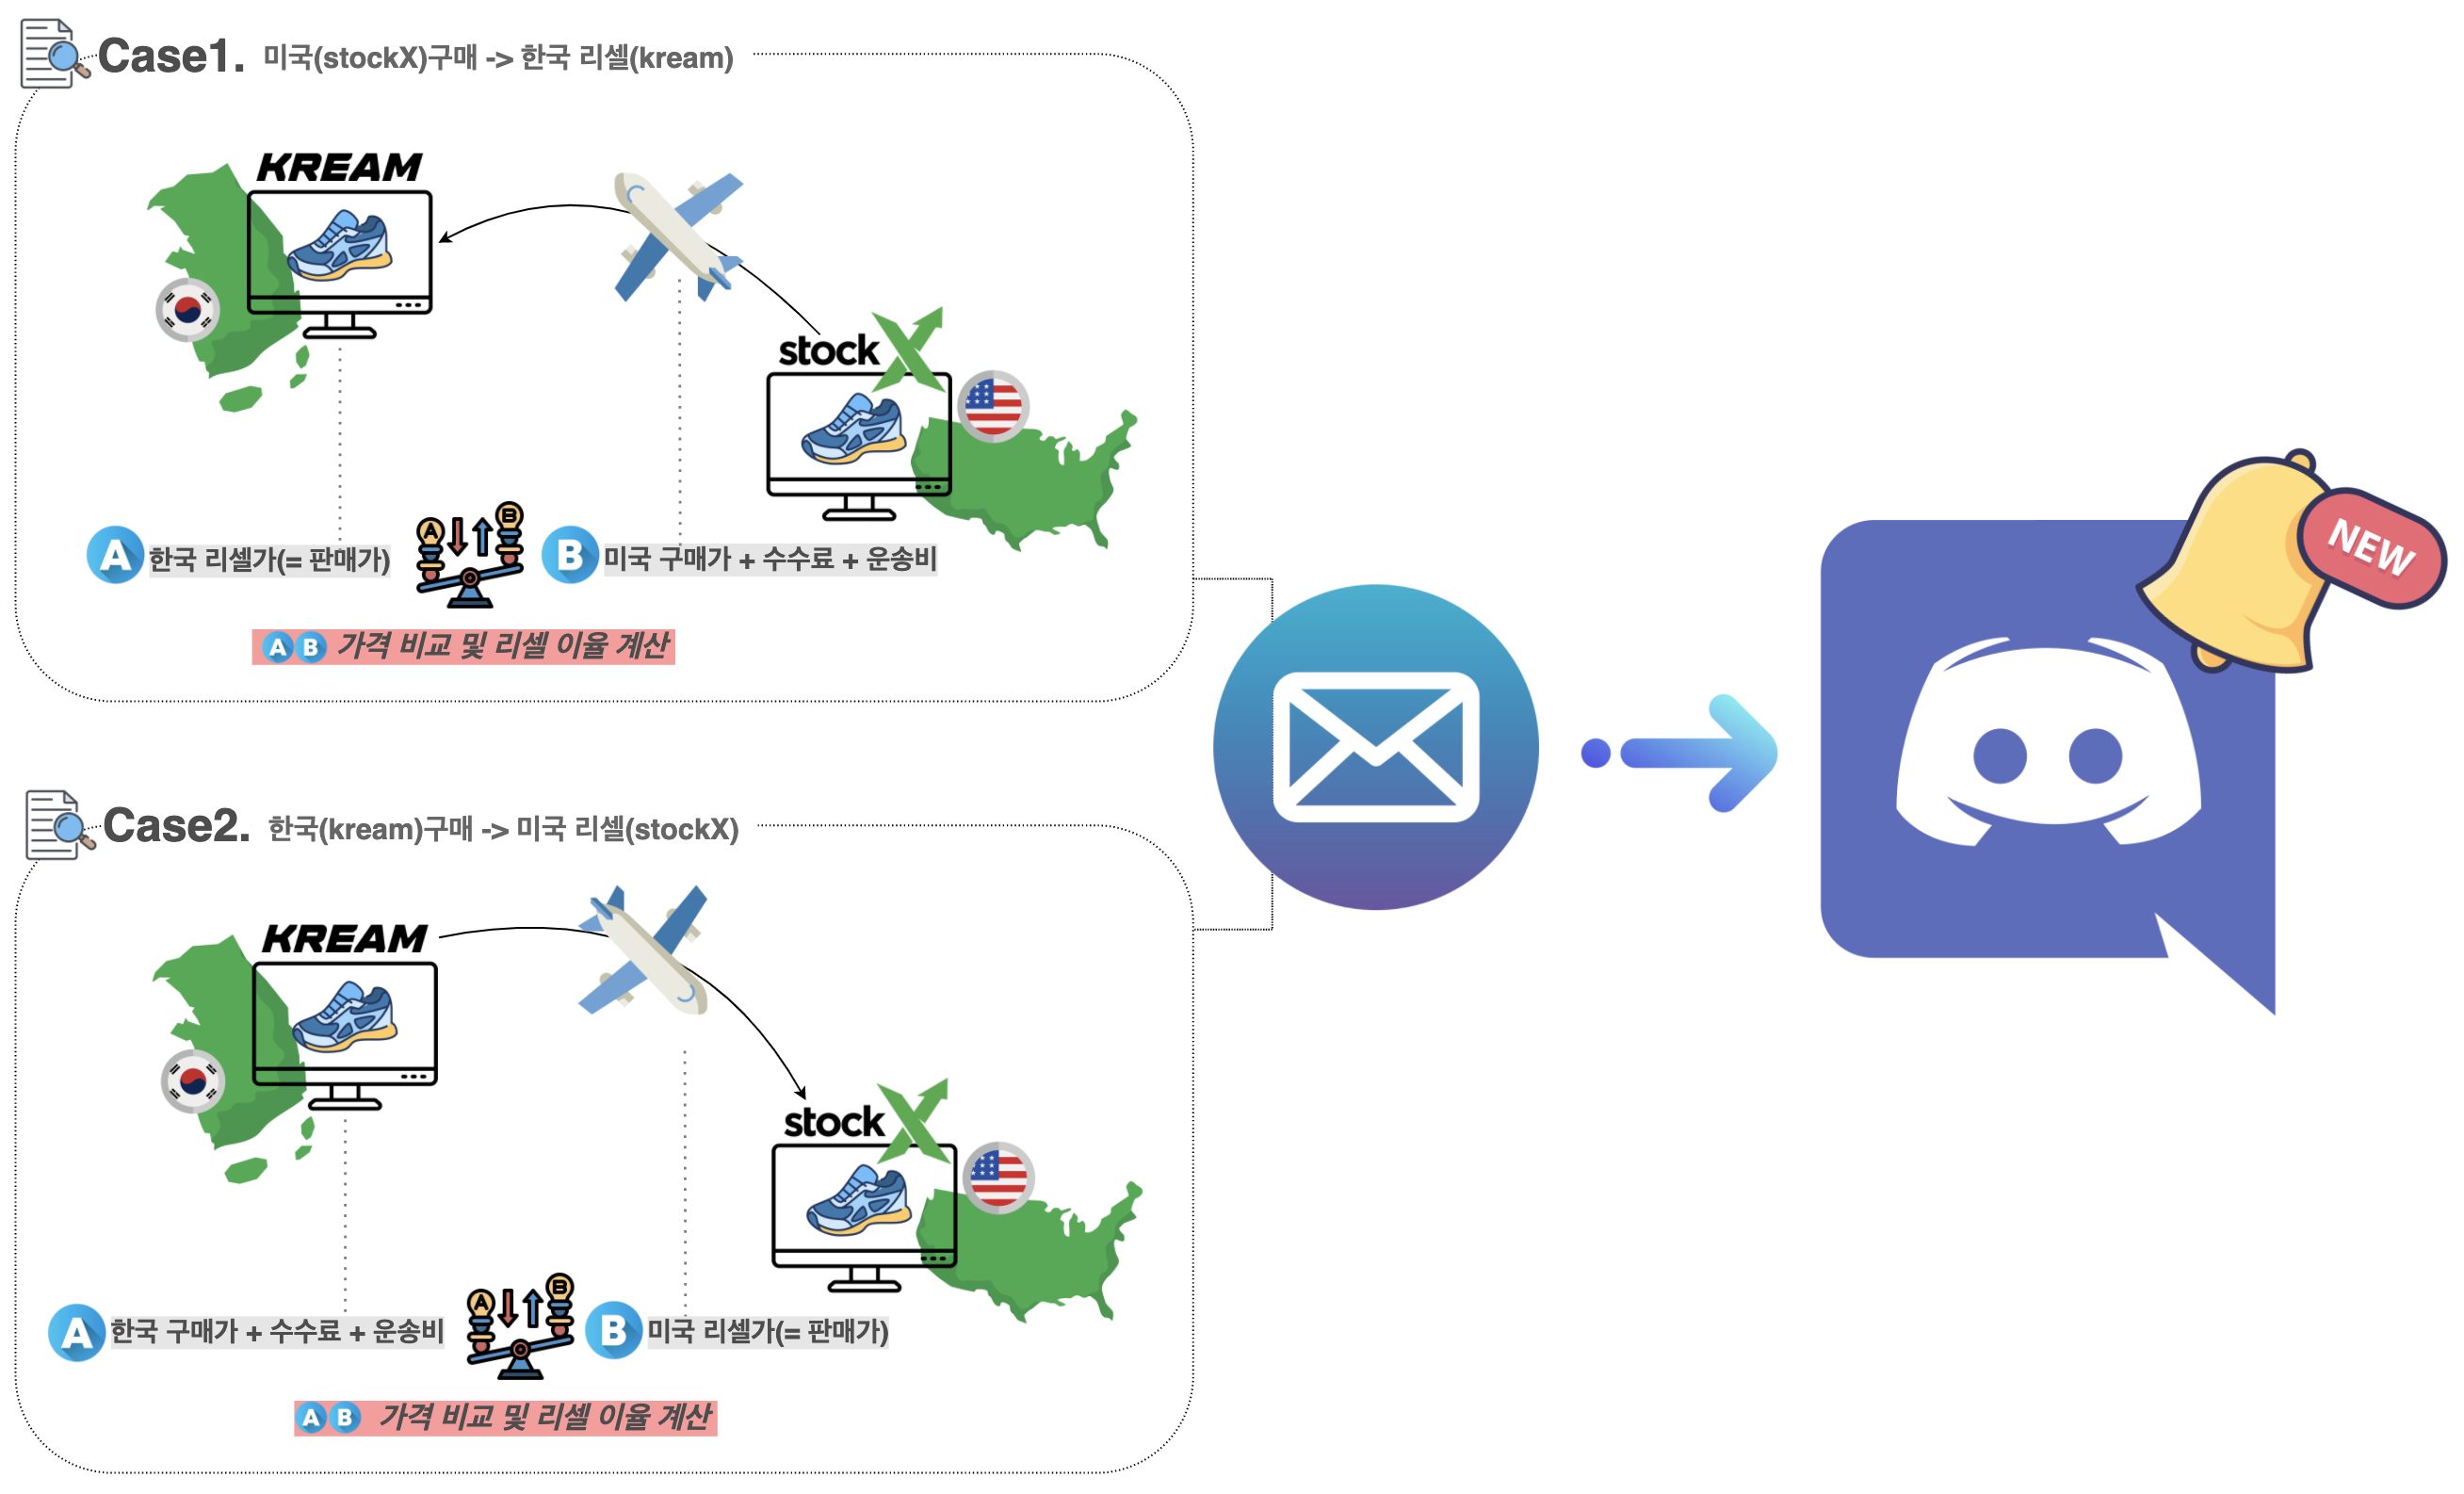 Case1. 미국(stockX)구매 -> 한국 리셀(kream)
KREAM
stockX
A 한국 리셀가(= 판매가)
A B
B 미국 구매가 + 수수료 + 운송비
A B 가격 비교 및 리셀 이율 계산
NEW
Case2. 한국(kream)구매 -> 미국 리셀(stockX)
KREAM
stockX
A 한국 구매가 + 수수료 + 운송비
A B
B 미국 리셀가(= 판매가)
A B 가격 비교 및 리셀 이율 계산